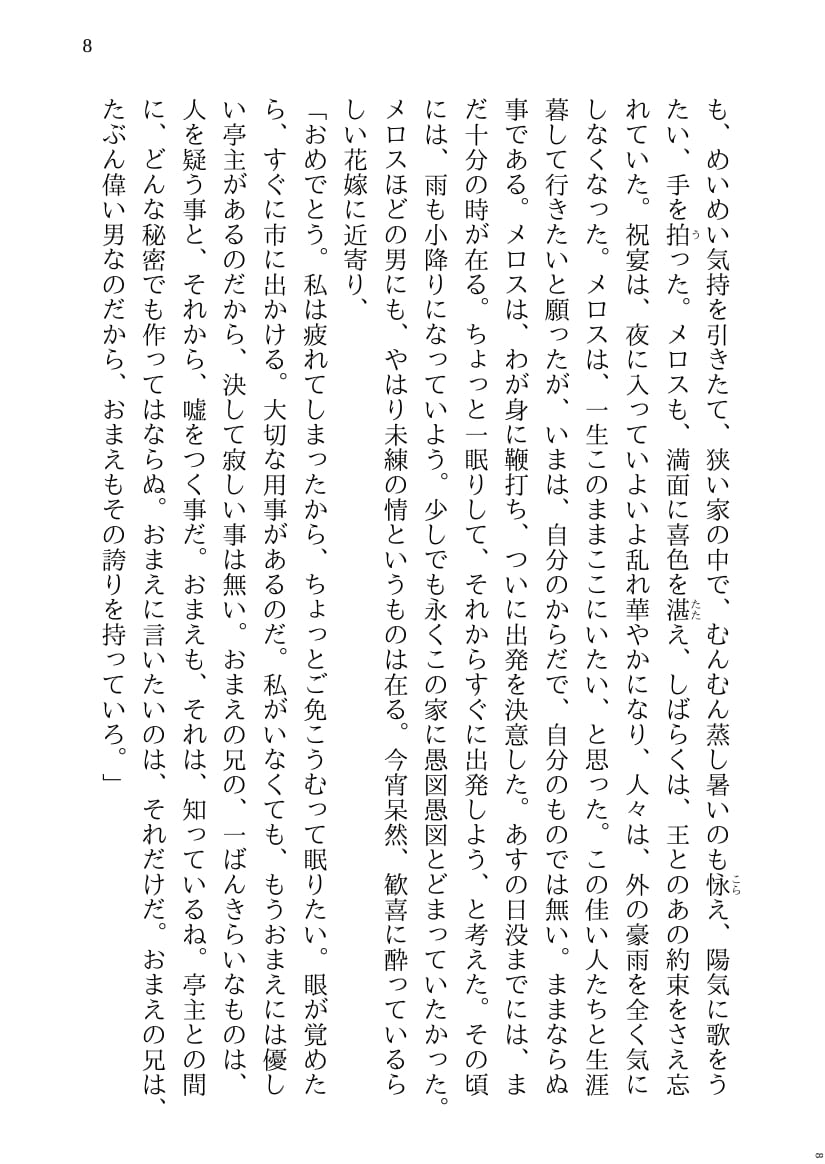 8
も、めいめい気持を引きたて、狭い家の中で、むんむん蒸し暑いのも怺こらえ、陽気に歌をう
たい、手を拍うった。メロスも、満面に喜色を湛たたえ、しばらくは、王とのあの約束をさえ忘
れていた。祝宴は、夜に入っていよいよ乱れ華やかになり、人々は、外の豪雨を全く気に
しなくなった。メロスは、一生このままここにいたい、と思った。この佳い人たちと生涯
暮して行きたいと願ったが、いまは、自分のからだで、自分のものでは無い。ままならぬ
事である。メロスは、わが身に鞭打ち、ついに出発を決意した。あすの日没までには、ま
だ十分の時が在る。ちょっと一眠りして、それからすぐに出発しよう、と考えた。その頃
には、雨も小降りになっていよう。少しでも永くこの家に愚図愚図とどまっていたかった。
メロスほどの男にも、やはり未練の情というものは在る。今宵呆然、歓喜に酔っているら
しい花嫁に近寄り、
「おめでとう。私は疲れてしまったから、ちょっとご免こうむって眠りたい。眼が覚めた
ら、すぐに市に出かける。大切な用事があるのだ。私がいなくても、もうおまえには優し
い亭主があるのだから、決して寂しい事は無い。おまえの兄の、一ばんきらいなものは、
人を疑う事と、それから、嘘をつく事だ。おまえも、それは、知っているね。亭主との間
に、どんな秘密でも作ってはならぬ。おまえに言いたいのは、それだけだ。おまえの兄は、
たぶん偉い男なのだから、おまえもその誇りを持っていろ。」
8